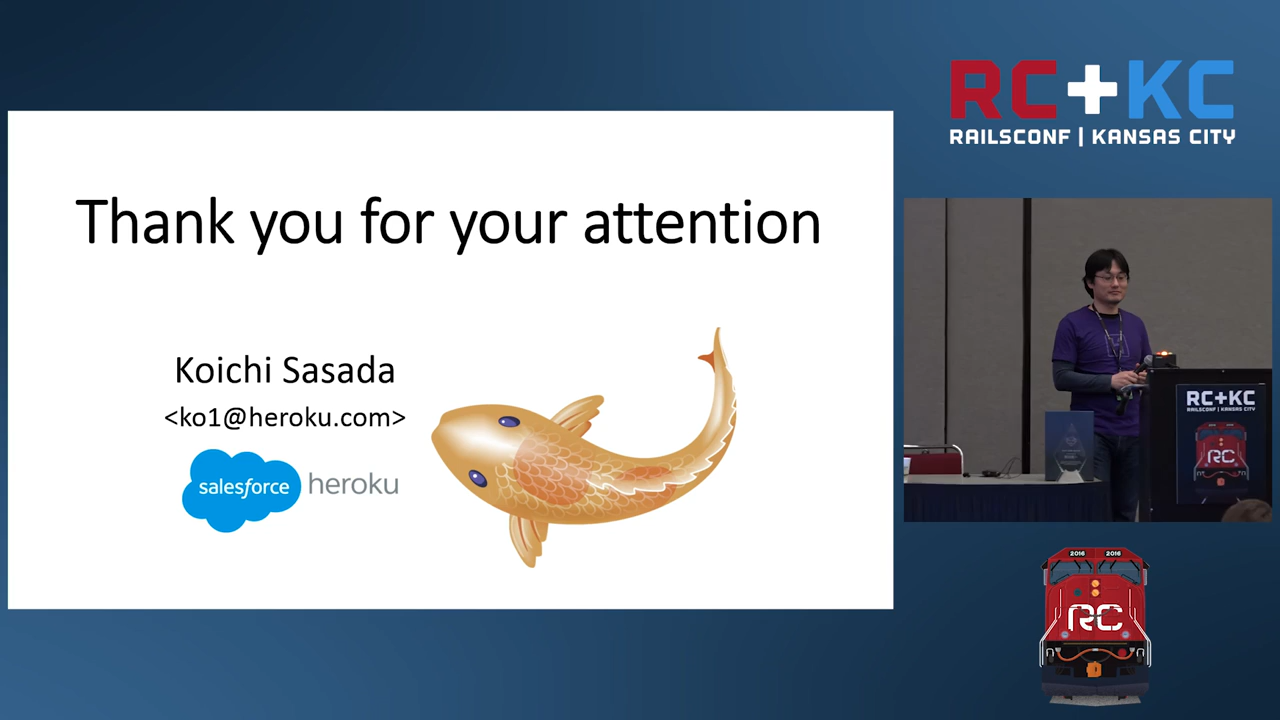 Thank you for your attention
Koichi Sasada
<ko1@heroku.com>
salesforce heroku
RC+KC
RAILSCONF | KANSAS CITY
RC+KC
RAILSCONF | KANSAS CITY
RC
2016 2016
RC